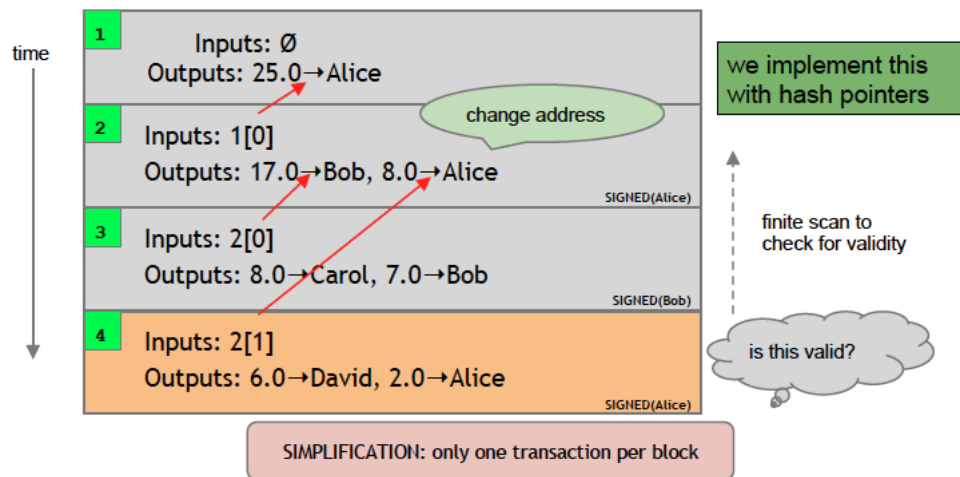 time
1
Inputs: Ø
Outputs: 25.0→Alice
2
Inputs: 1[0]
Outputs: 17.0→Bob, 8.0→Alice
SIGNED(Alice)
change address
3
Inputs: 2[0]
Outputs: 8.0→Carol, 7.0→Bob
SIGNED(Bob)
4
Inputs: 2[1]
Outputs: 6.0→David, 2.0→Alice
SIGNED(Alice)
we implement this
with hash pointers
finite scan to
check for validity
is this valid?
SIMPLIFICATION: only one transaction per block